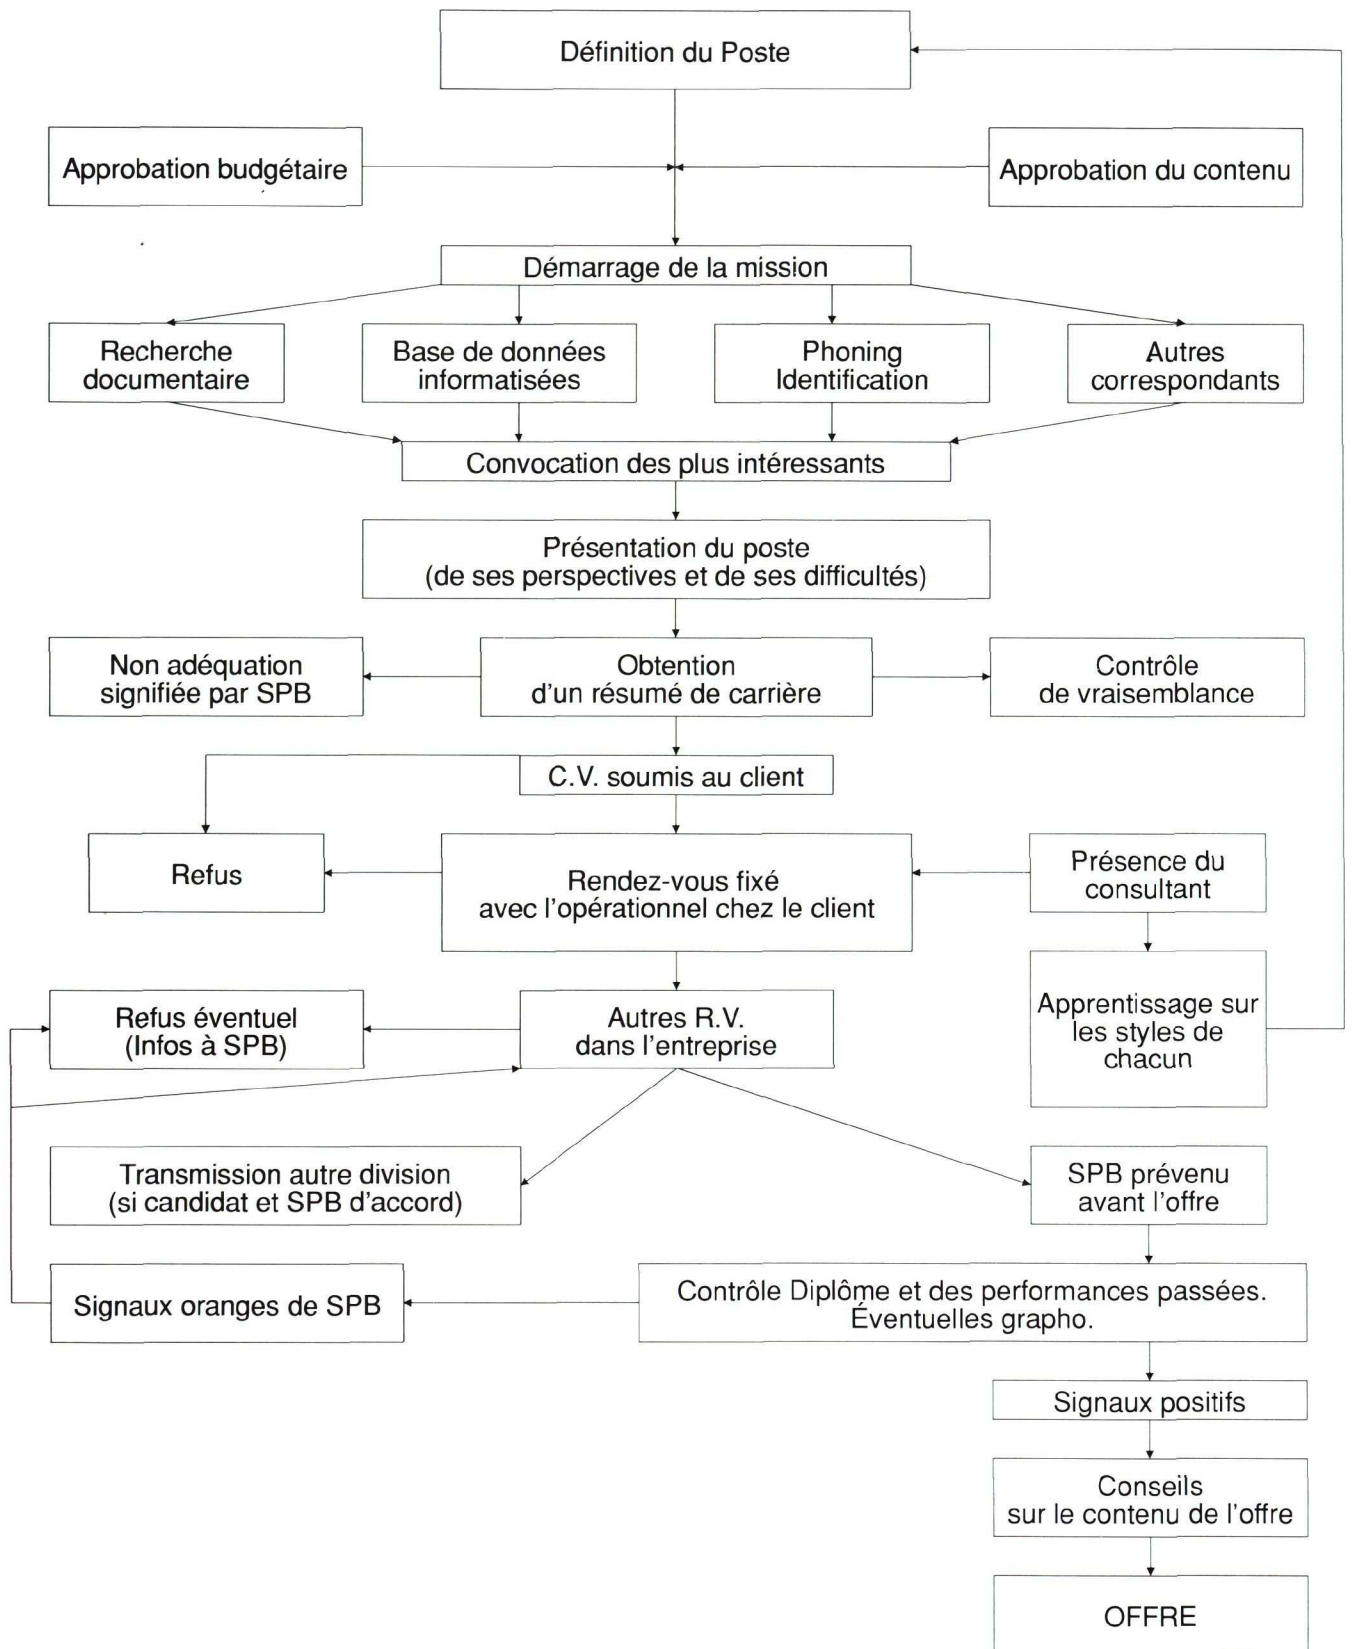 Définition du Poste
Approbation budgétaire
Approbation du contenu
Démarrage de la mission
Recherche
documentaire
Base de données
informatisées
Phoning
Identification
Autres
correspondants
Convocation des plus intéressants
Présentation du poste
(de ses perspectives et de ses difficultés)
Non adéquation
signifiée par SPB
Obtention
d'un résumé de carrière
Contrôle
de vraisemblance
C.V. soumis au client
Refus
Rendez-vous fixé
avec l'opérationnel chez le client
Présence du
consultant
Refus éventuel
(Infos à SPB)
Autres R.V.
dans l'entreprise
Apprentissage sur
les styles de
chacun
Transmission autre division
(si candidat et SPB d'accord)
SPB prévenu
avant l'offre
Signaux oranges de SPB
Contrôle Diplôme et des performances passées.
Éventuelles grapho.
Signaux positifs
Conseils
sur le contenu de l'offre
OFFRE